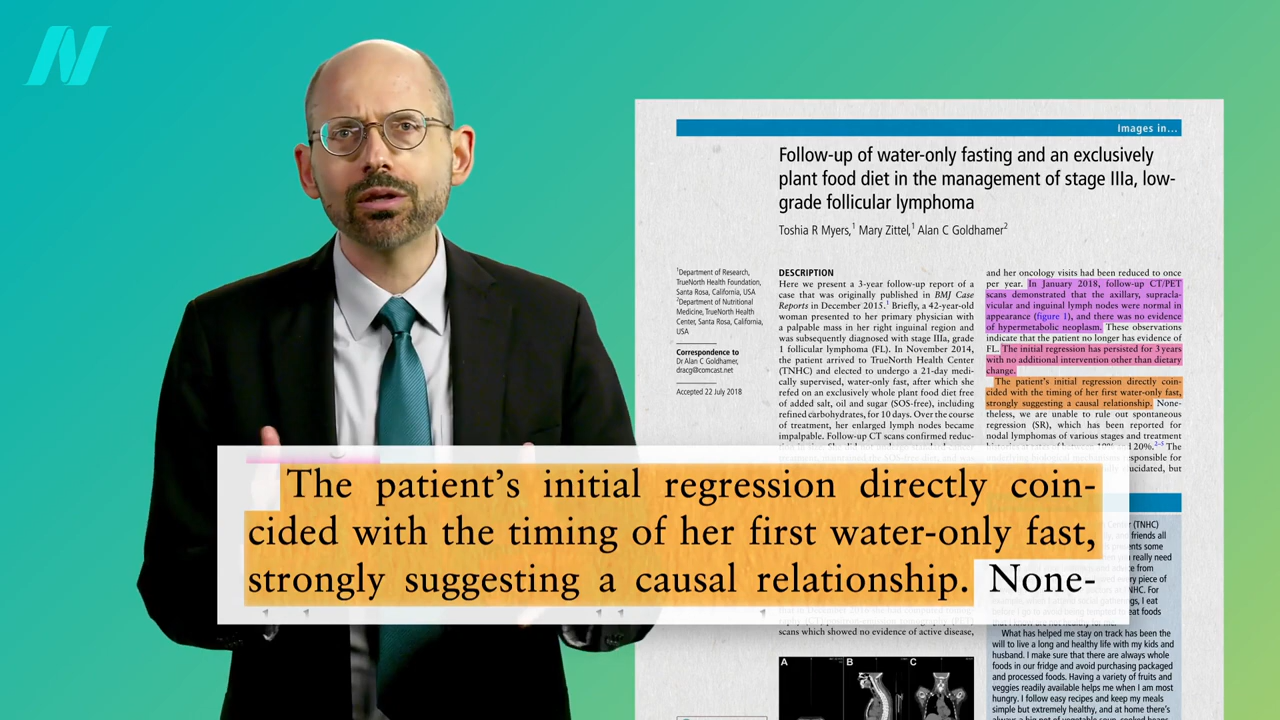 Images in...
Follow-up of water-only fasting and an exclusively
plant food diet in the management of stage IIIa, low-
grade follicular lymphoma
Toshia R Myers,1 Mary Zittel,1 Alan C Goldhamer2
1Department of Research,
TrueNorth Health Foundation,
Santa Rosa, California, USA
2Department of Nutritional
Medicine, TrueNorth Health
Center, Santa Rosa, California,
USA
Correspondence to
Dr Alan C Goldhamer,
dracg@comcast.net
Accepted 22 July 2018
DESCRIPTION
Here we present a 3-year follow-up report of a
case that was originally published in BMJ Case
Reports in December 2015.1 Briefly, a 42-year-old
woman presented to her primary physician with
a palpable mass in her right inguinal region and
was subsequently diagnosed with stage IIIa, grade
1 follicular lymphoma (FL). In November 2014,
the patient arrived to TrueNorth Health Center
(TNHC) and elected to undergo a 21-day medi-
cally supervised, water-only fast, after which she
refed on an exclusively whole plant food diet free
of added salt, oil and sugar (SOS-free), including
refined carbohydrates, for 10 days. Over the course
of treatment, her enlarged lymph nodes became
impalpable. Follow-up CT scans confirmed reduc-
scans which showed no evidence of active disease,
A B C
and her oncology visits had been reduced to once
per year. In January 2018, follow-up CT/PET
scans demonstrated that the axillary, supracla-
vicular and inguinal lymph nodes were normal in
appearance (figure 1), and there was no evidence
of hypermetabolic neoplasm. These observations
indicate that the patient no longer has evidence of
FL. The initial regression has persisted for 3 years
with no additional intervention other than dietary
change.
The patient's initial regression directly coin-
cided with the timing of her first water-only fast,
strongly suggesting a causal relationship. None-
theless, we are unable to rule out spontaneous
regression (SR), which has been reported for
nodal lymphomas of various stages and treatment
20%.2–5 The
The patient's initial regression directly coin-
cided with the timing of her first water-only fast,
strongly suggesting a causal relationship. None-
What has helped me stay on track has been the
will to live a long and healthy life with my kids and
husband. I make sure that there are always whole
foods in our fridge and avoid purchasing packaged
and processed foods. Having a variety of fruits and
veggies readily available helps me when I am most
hungry. I follow easy recipes and keep my meals
simple but extremely healthy, and at home there's